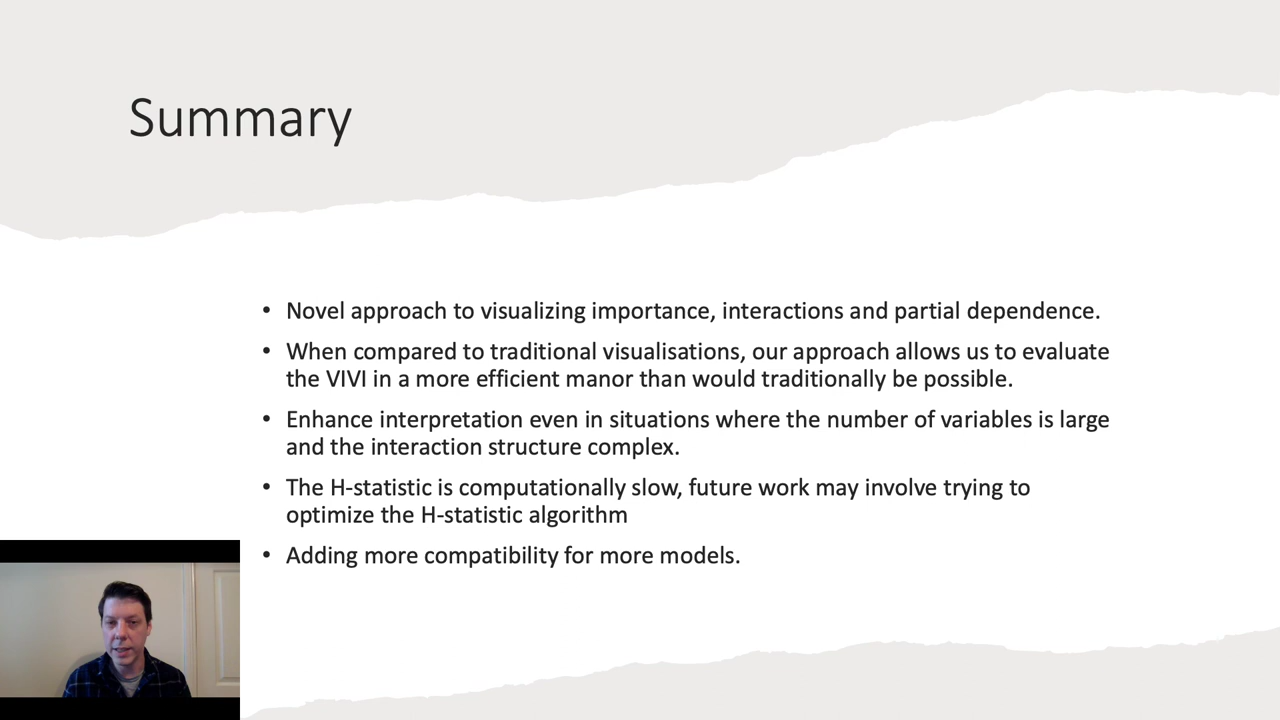 Summary
• Novel approach to visualizing importance, interactions and partial dependence.
• When compared to traditional visualisations, our approach allows us to evaluate
the VIVI in a more efficient manor than would traditionally be possible.
• Enhance interpretation even in situations where the number of variables is large
and the interaction structure complex.
• The H-statistic is computationally slow, future work may involve trying to
optimize the H-statistic algorithm
• Adding more compatibility for more models.